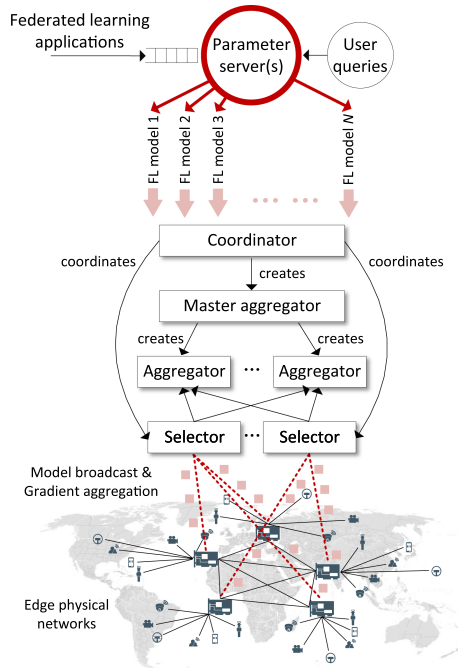 Federated learning
applications
Parameter
server(s)
User
queries
FL model 1
FL model 2
FL model 3
FL model N
Coordinator
coordinates
coordinates
creates
Master aggregator
creates
creates
Aggregator
...
Aggregator
Selector
...
Selector
Model broadcast &
Gradient aggregation
Edge physical
networks